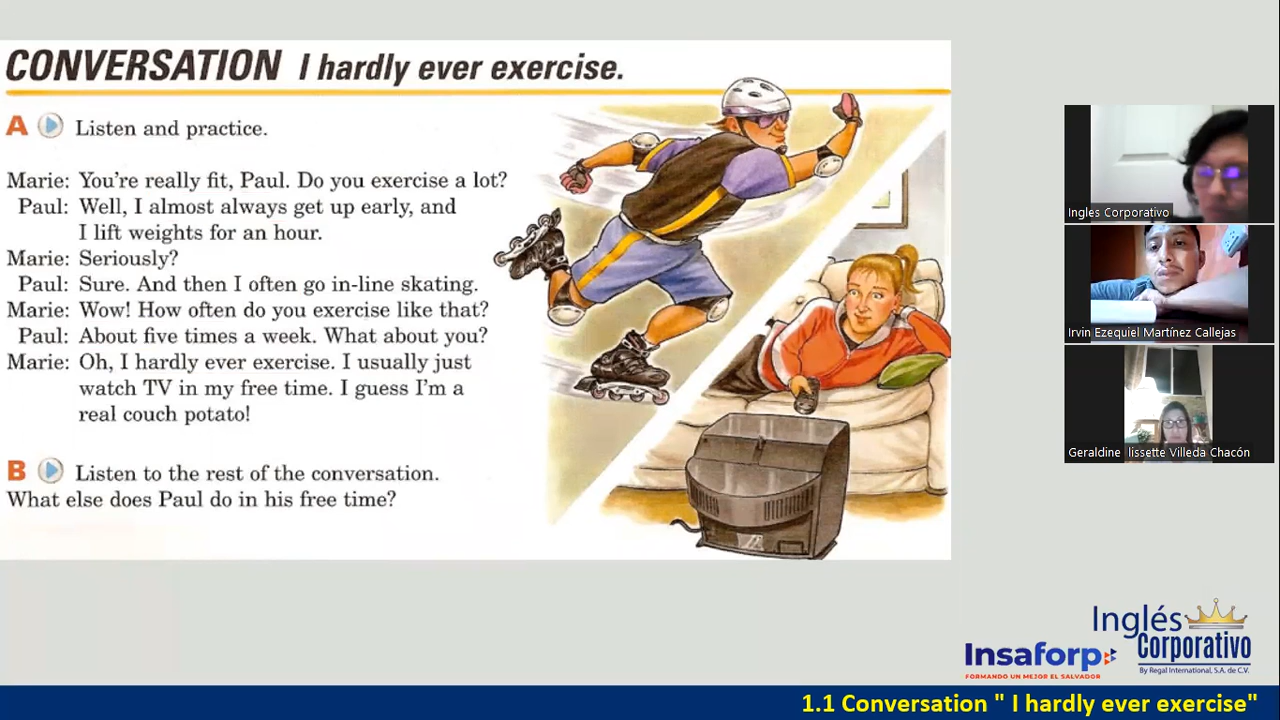 CONVERSATION I hardly ever exercise.
A Listen and practice.
Marie: You're really fit, Paul. Do you exercise a lot?
Paul: Well, I almost always get up early, and
I lift weights for an hour.
Marie: Seriously?
Paul: Sure. And then I often go in-line skating.
Marie: Wow! How often do you exercise like that?
Paul: About five times a week. What about you?
Marie: Oh, I hardly ever exercise. I usually just
watch TV in my free time. I guess I'm a
real couch potato!
B Listen to the rest of the conversation.
What else does Paul do in his free time?
Ingles Corporativo
Irvin Ezequiel Martínez Callejas
Geraldine lissette Villeda Chacón
Insaforp
FORMANDO UN MEJOR EL SALVADOR
Inglés
Corporativo
By Regal International, S.A. de C.V.
1.1 Conversation " I hardly ever exercise"